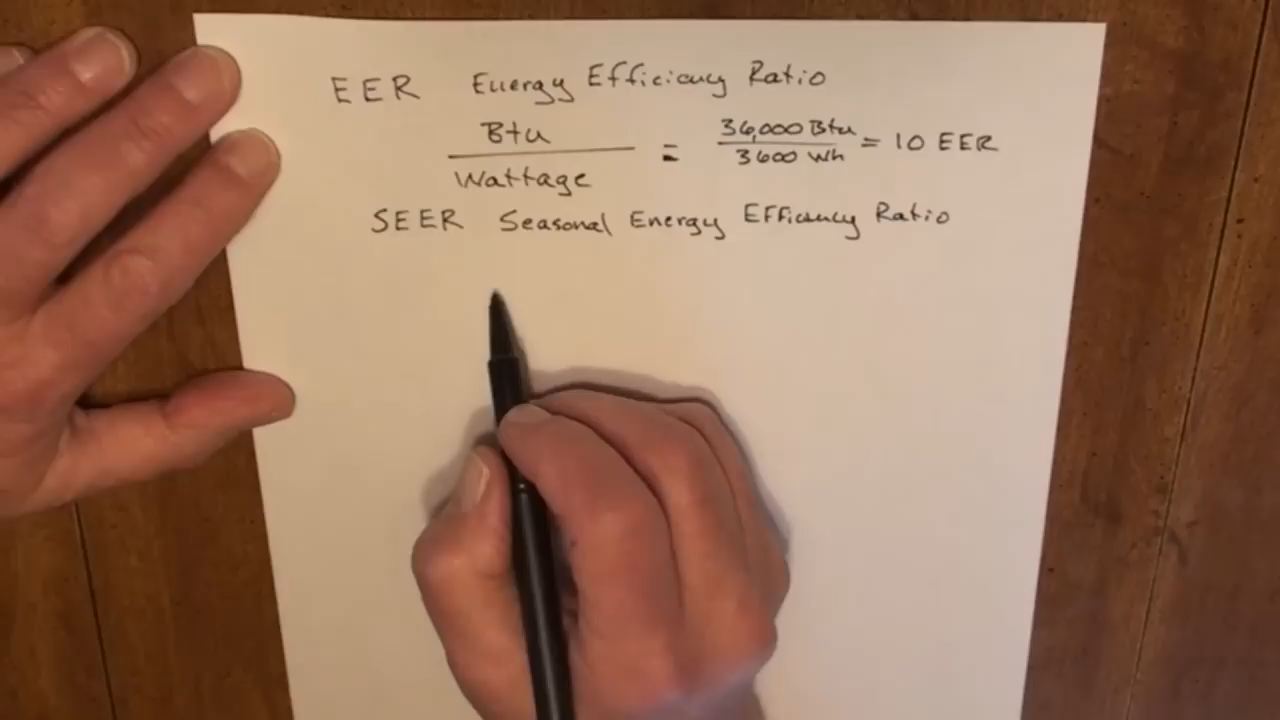 EER Energy Efficiency Ratio
Btu / Wattage = 36,000 Btu / 3600 Wh = 10 EER
SEER Seasonal Energy Efficiency Ratio